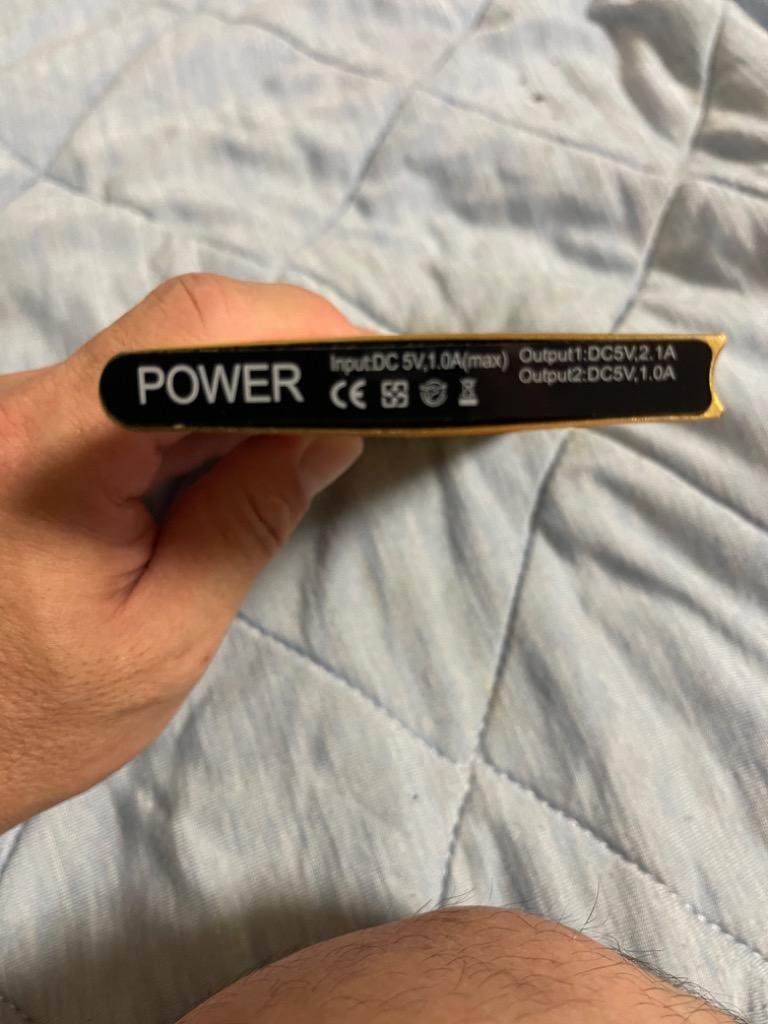 POWER
Input:DC 5V,1.0A(max)
CE
Output1:DC5V,2.1A
Output2:DC5V,1.0A